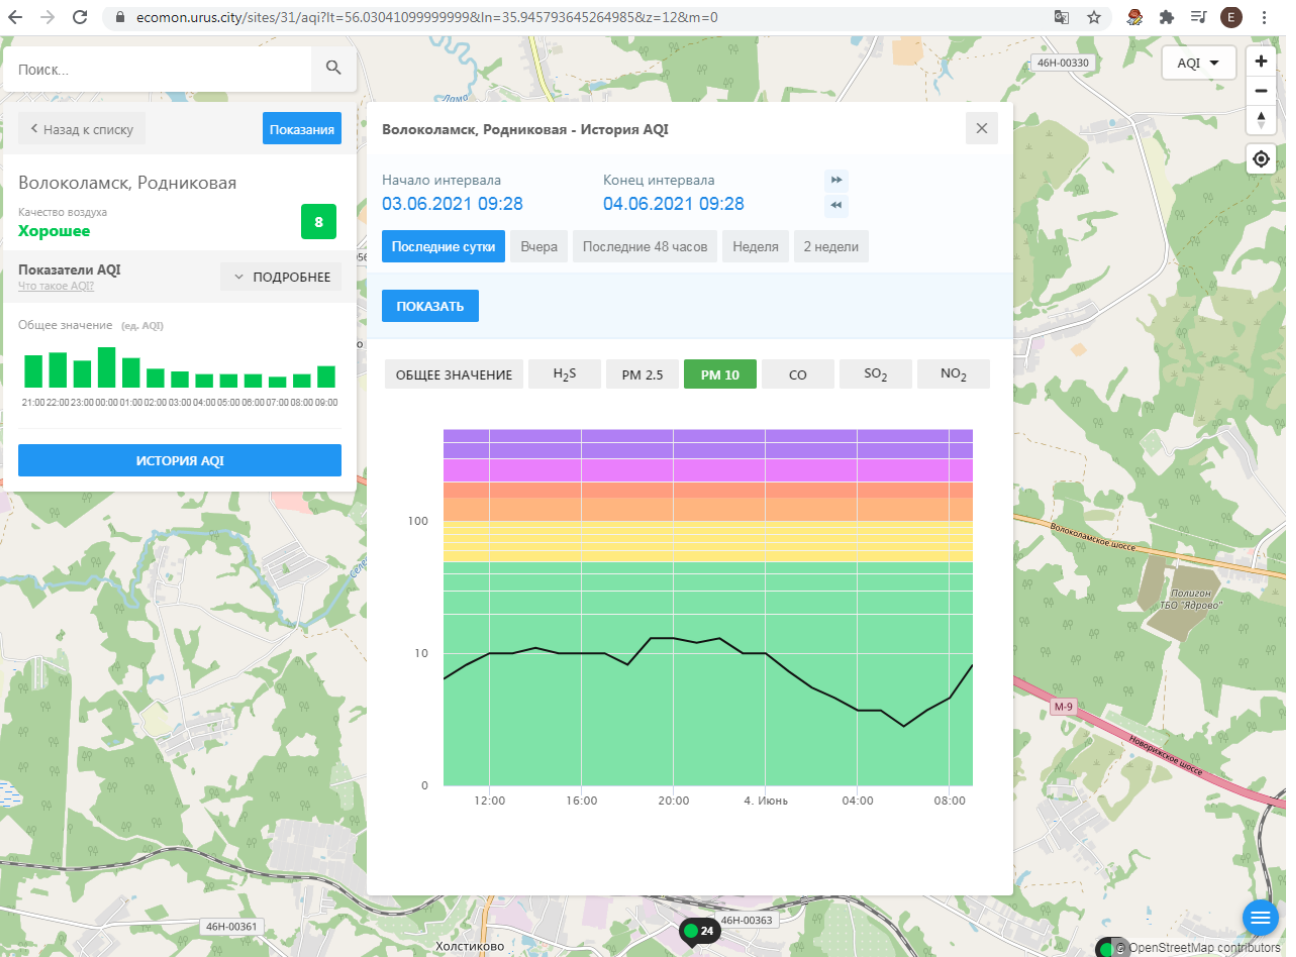 ecomon.urus.city/sites/31/aqi?lt=56.03041099999999&ln=35.945793645264985&z=12&m=0
E
Поиск...
Лама
46Н-00330
AQI
Назад к списку
Показания
Волоколамск, Родниковая
Качество воздуха
Хорошее
8
Показатели AQI
Что такое AQI?
ПОДРОБНЕЕ
Общее значение (ед. AQI)
21:00 22:00 23:00 00:00 01:00 02:00 03:00 04:00 05:00 06:00 07:00 08:00 09:00
ИСТОРИЯ AQI
Волоколамск, Родниковая - История AQI
Начало интервала
Конец интервала
03.06.2021 09:28
04.06.2021 09:28
Последние сутки
Вчера
Последние 48 часов
Неделя
2 недели
ПОКАЗАТЬ
ОБЩЕЕ ЗНАЧЕНИЕ
H2S
PM 2.5
PM 10
CO
SO2
NO2
100
10
0
12:00
16:00
20:00
4. Июнь
04:00
08:00
Волоколамское шоссе
Полигон
ТБО "Ядрово"
М-9
Новорижское шоссе
46Н-00361
46Н-00363
24
Холстиково
© OpenStreetMap contributors